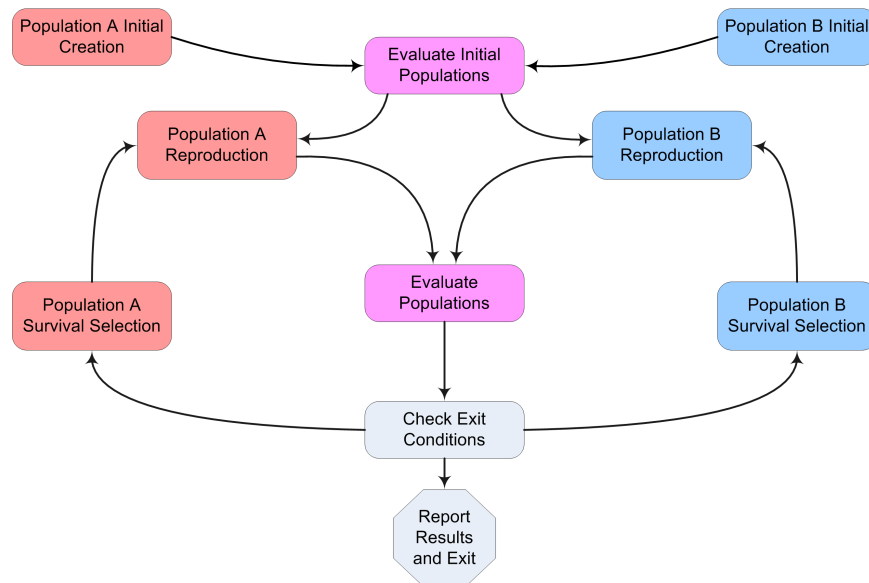 Population A Initial
Creation
Evaluate Initial
Populations
Population B Initial
Creation
Population A
Reproduction
Population B
Reproduction
Population A
Survival Selection
Evaluate
Populations
Population B
Survival Selection
Check Exit
Conditions
Report
Results
and Exit